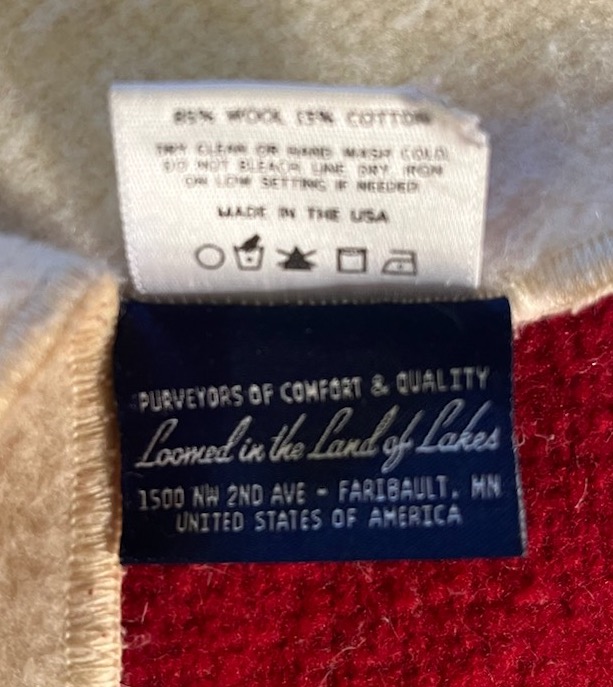 85% WOOL 15% COTTON
DRY CLEAN OR HAND WASH COLD.
DO NOT BLEACH. LINE DRY. IRON
ON LOW SETTING IF NEEDED.
MADE IN THE USA
PURVEYORS OF COMFORT & QUALITY
Loomed in the Land of Lakes
1500 NW 2ND AVE - FARIBAULT, MN
UNITED STATES OF AMERICA